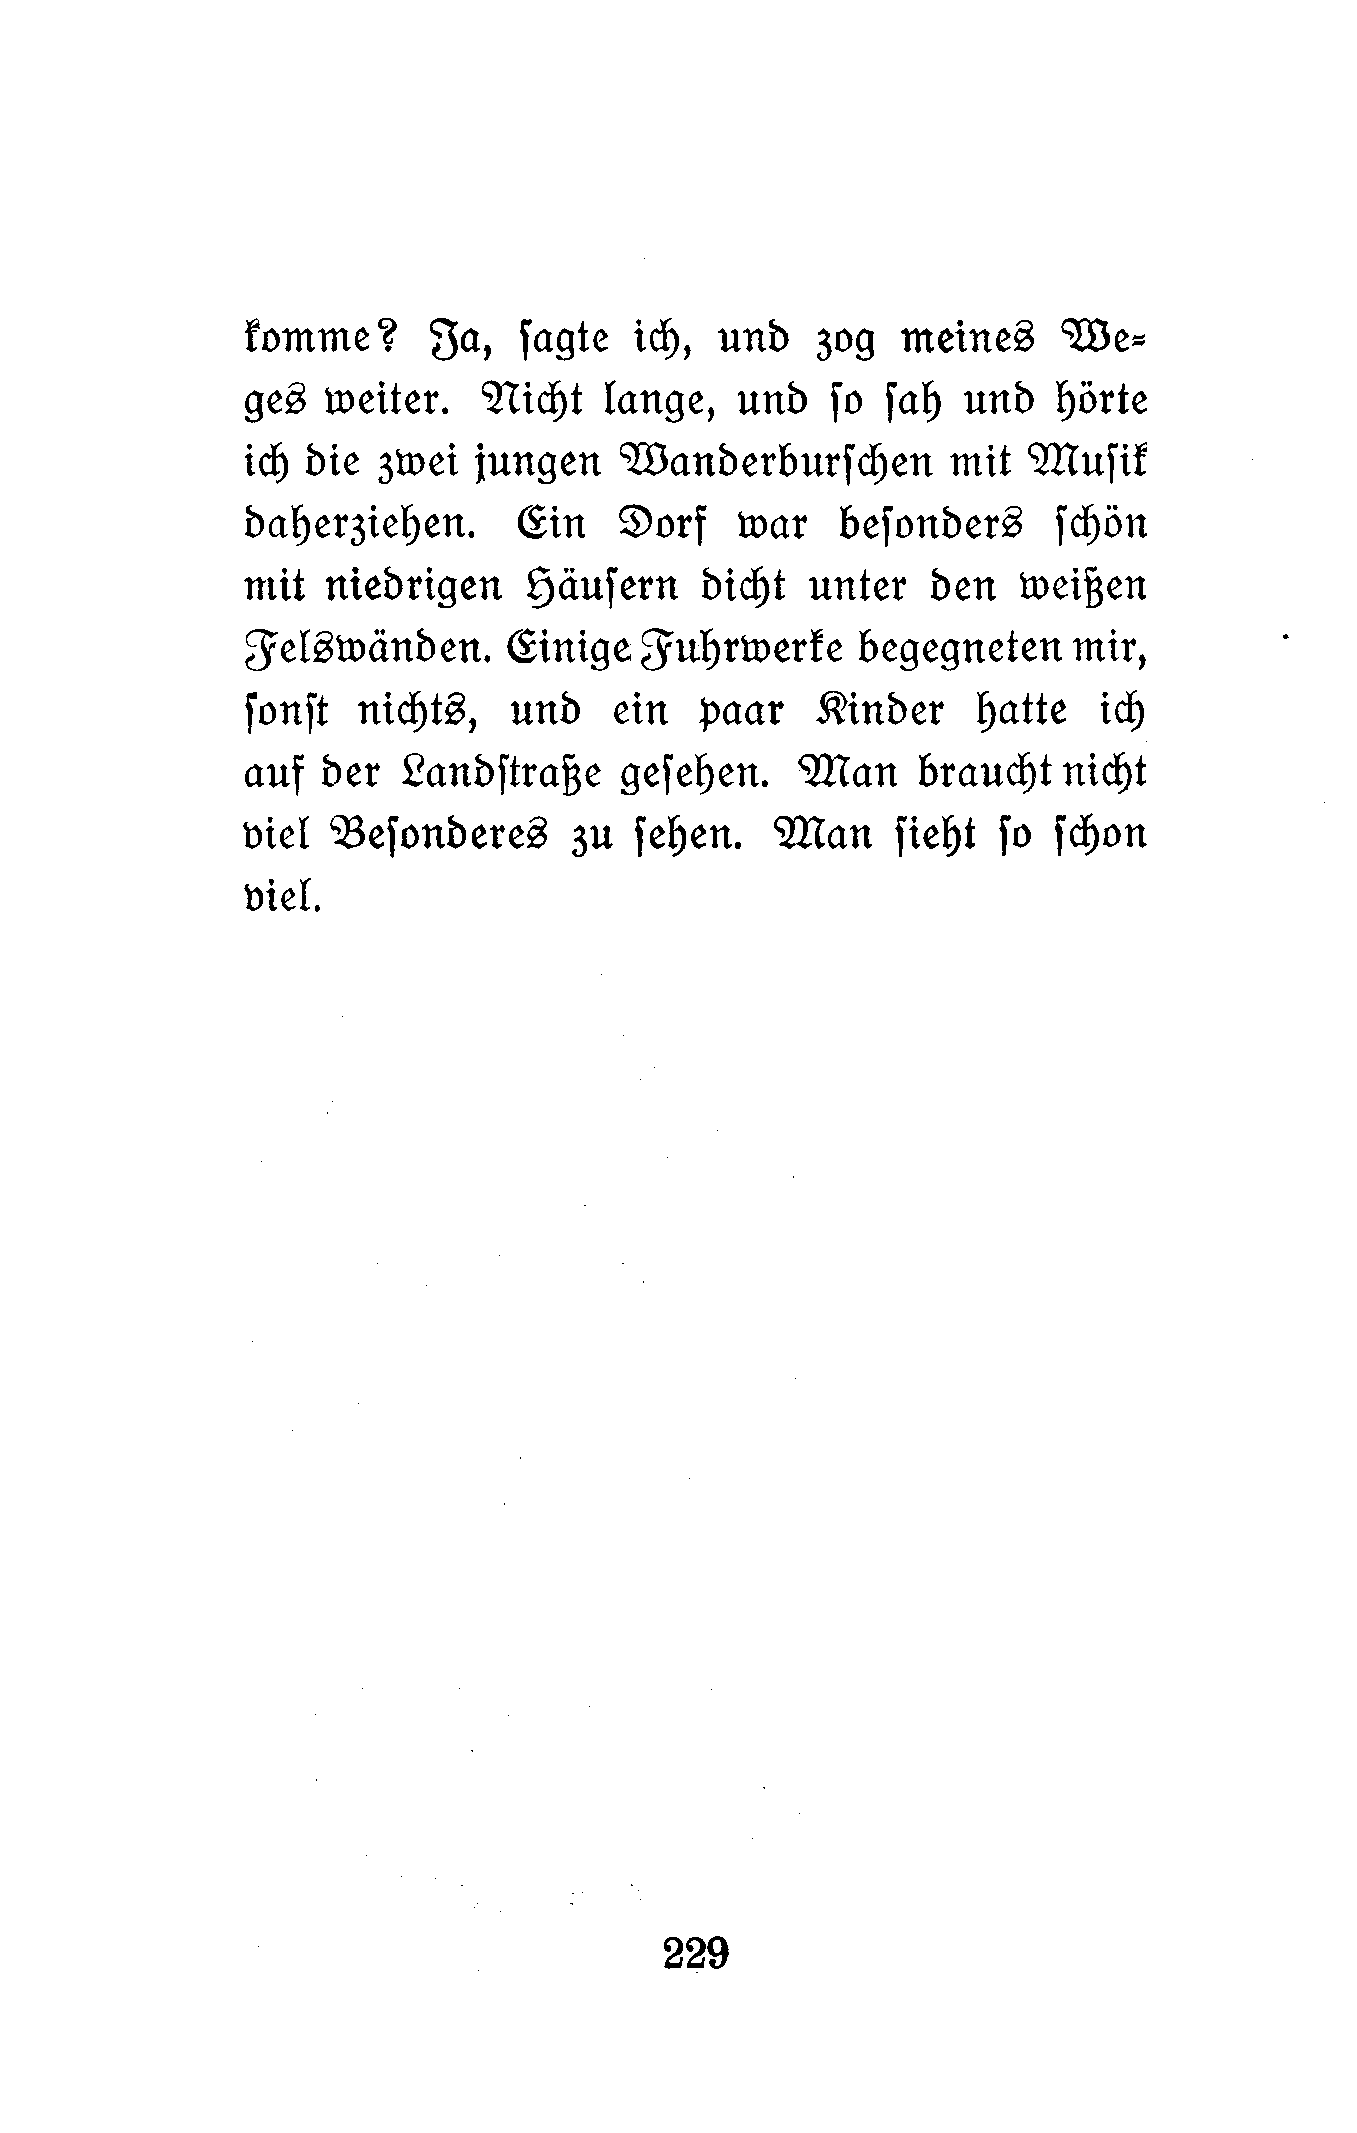 komme? Ja, ſagte ich, und zog meines We⸗
ges weiter. Nicht lange, und ſo ſah und hörte
ich die zwei jungen Wanderburſchen mit Muſik
daherziehen. Ein Dorf war beſonders ſchön
mit niedrigen Häuſern dicht unter den weißen
Felswänden. Einige Fuhrwerke begegneten mir,
ſonſt nichts, und ein paar Kinder hatte ich
auf der Landſtraße geſehen. Man braucht nicht
viel Beſonderes zu ſehen. Man ſieht ſo ſchon
viel.
229